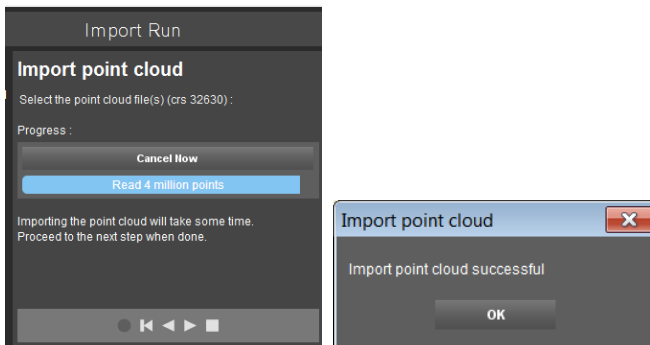 Import Run
Import point cloud
Select the point cloud file(s) (crs 32630) :
Progress :
Cancel Now
Read 4 million points
Importing the point cloud will take some time.
Proceed to the next step when done.
Import point cloud
Import point cloud successful
OK